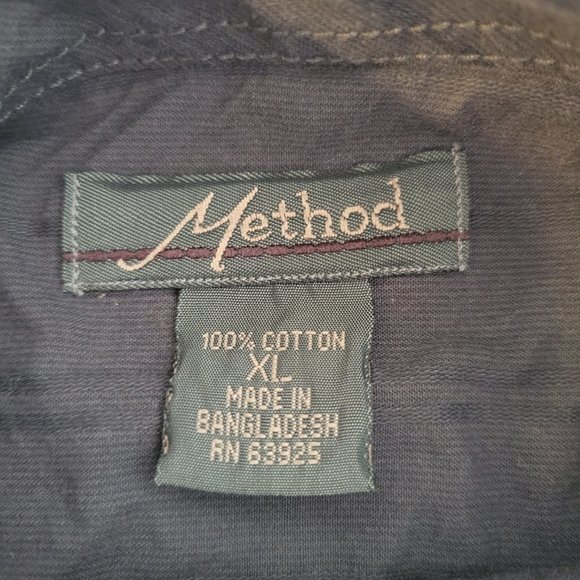 Method
100% COTTON
XL
MADE IN
BANGLADESH
RN 63925